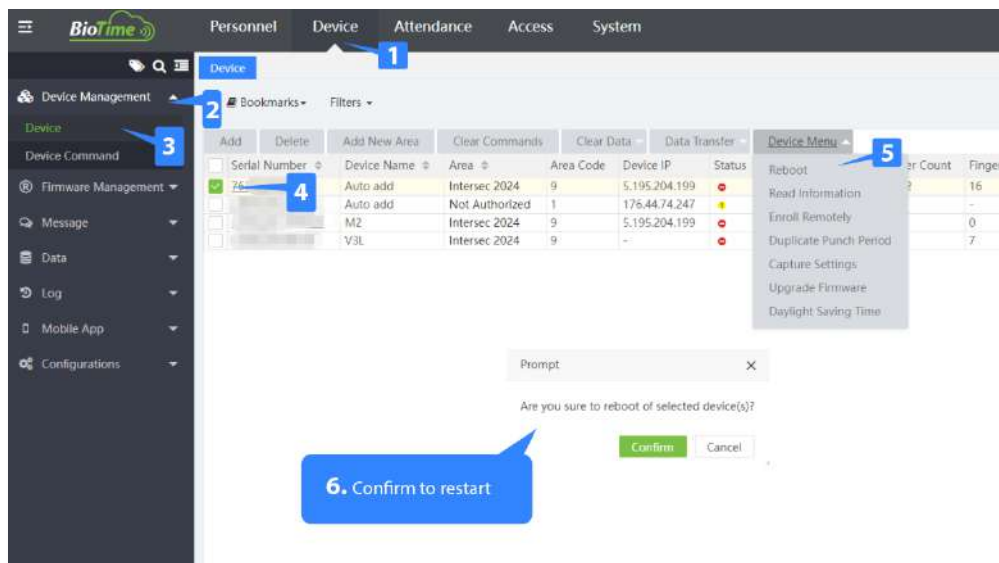 BioTime
Personnel Device Attendance Access System
1
Device
Device Management
2
Bookmarks Filters
Device
3
Device Command
Add Delete Add New Area Clear Commands Clear Data Data Transfer Device Menu
5
Serial Number Device Name Area Area Code Device IP Status er Count Finge
76 4 Auto add Intersec 2024 9 5.195.204.199 16
Auto add Not Authorized 1 176.44.74.247 -
M2 Intersec 2024 9 5.195.204.199 0
V3L Intersec 2024 9 - 7
Reboot
Read Information
Enroll Remotely
Duplicate Punch Period
Capture Settings
Upgrade Firmware
Daylight Saving Time
Firmware Management
Message
Data
Log
Mobile App
Configurations
Prompt
Are you sure to reboot of selected device(s)?
Confirm Cancel
6. Confirm to restart